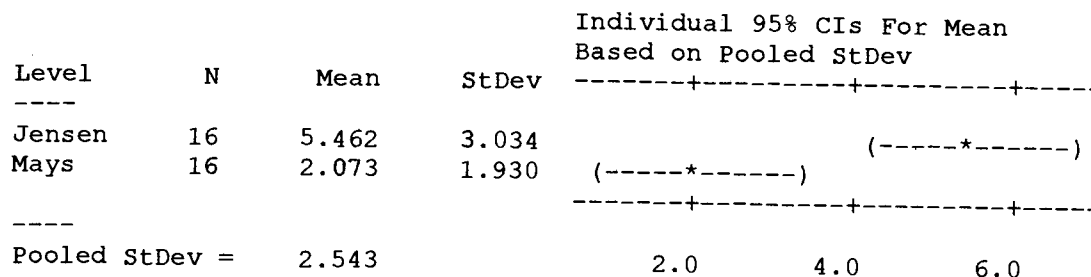 Individual 95% CIs For Mean
Based on Pooled StDev
Level N Mean StDev -------+---------+---------+-----
----
Jensen 16 5.462 3.034 (-----*------)
Mays 16 2.073 1.930 (-----*------)
-------+---------+---------+-----
----
Pooled StDev = 2.543 2.0 4.0 6.0